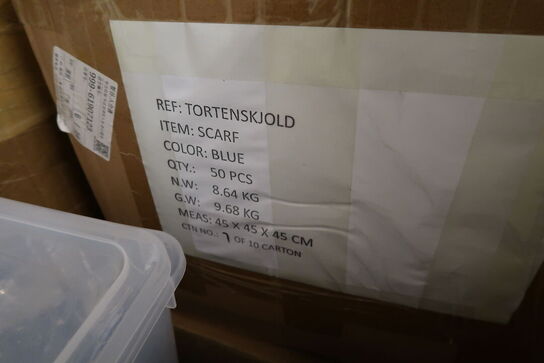 REF: TORTENSKJOLD
ITEM: SCARF
COLOR: BLUE
QTY.: 50 PCS
N.W: 8.64 KG
G.W: 9.68 KG
MEAS: 45 X 45 X 45 CM
CTN NO.: 7 OF 10 CARTON